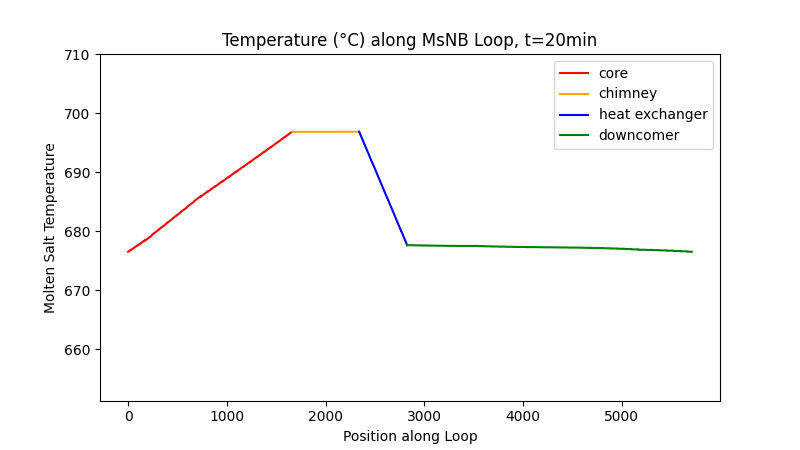 Temperature (°C) along MsNB Loop, t=20min
710
700
690
680
670
660
Molten Salt Temperature
core
chimney
heat exchanger
downcomer
0
1000
2000
3000
4000
5000
Position along Loop